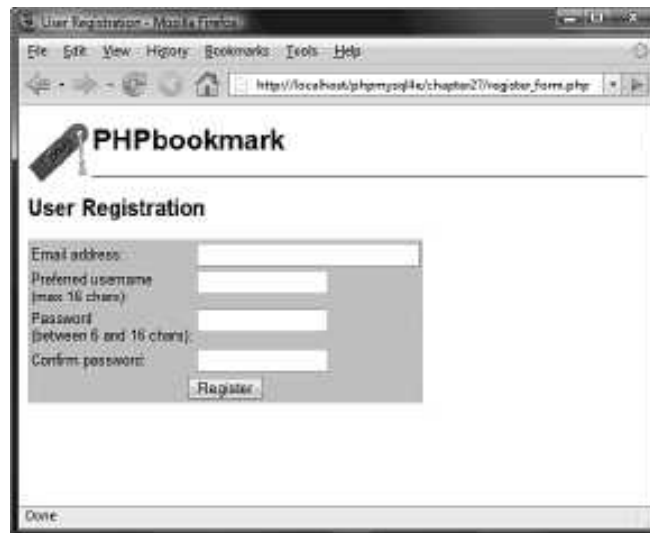 User Registration - Mozilla Firefox
File Edit View History Bookmarks Tools Help
http://localhost/phpmysql4e/chapter27/register_form.php
PHPbookmark
User Registration
Email address:
Preferred username
(max 16 chars):
Password
(between 6 and 16 chars):
Confirm password:
Register
Done